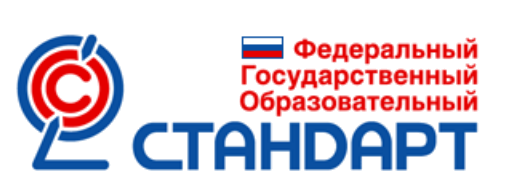 Федеральный
Государственный
Образовательный
СТАНДАРТ